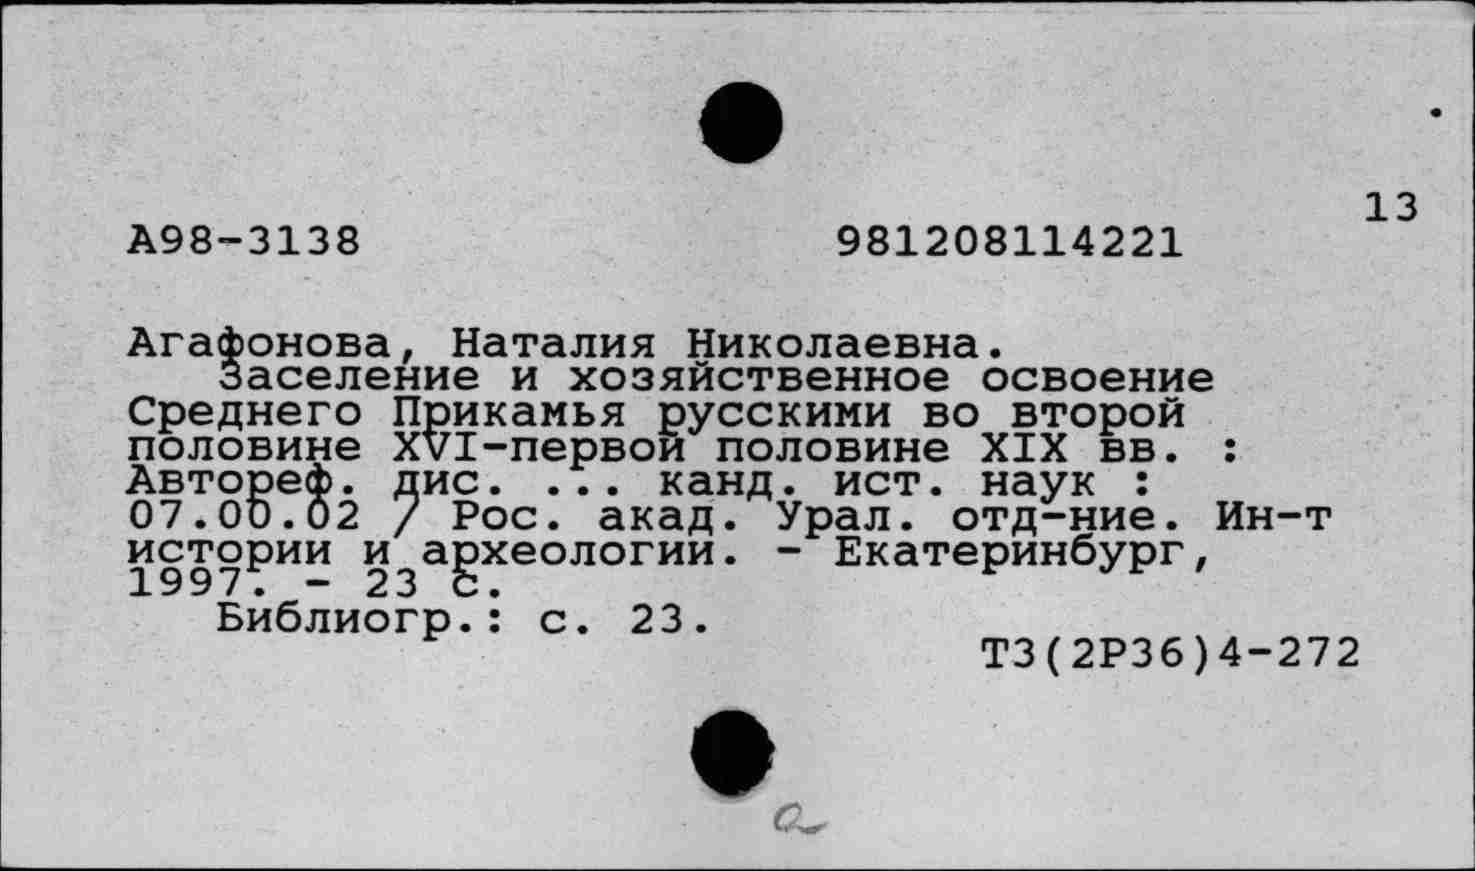 13
А98-3138 981208114221
Агафонова, Наталия Николаевна.
Заселение и хозяйственное освоение
Среднего Прикамья русскими во второй
половине XVI-первой половине XIX вв. :
Автореф. дис. ... канд. ист. наук :
07.00.02 / Рос. акад. Урал. отд-ние. Ин-т
истории и археологии. - Екатеринбург,
1997. - 23 с.
Библиогр.: с. 23.
Т3(2Р36)4-272
а